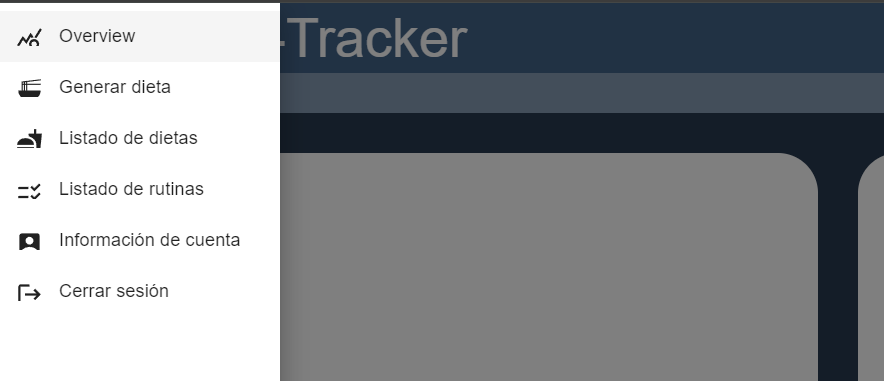 Overview
-Tracker
Generar dieta
Listado de dietas
Listado de rutinas
Información de cuenta
Cerrar sesión